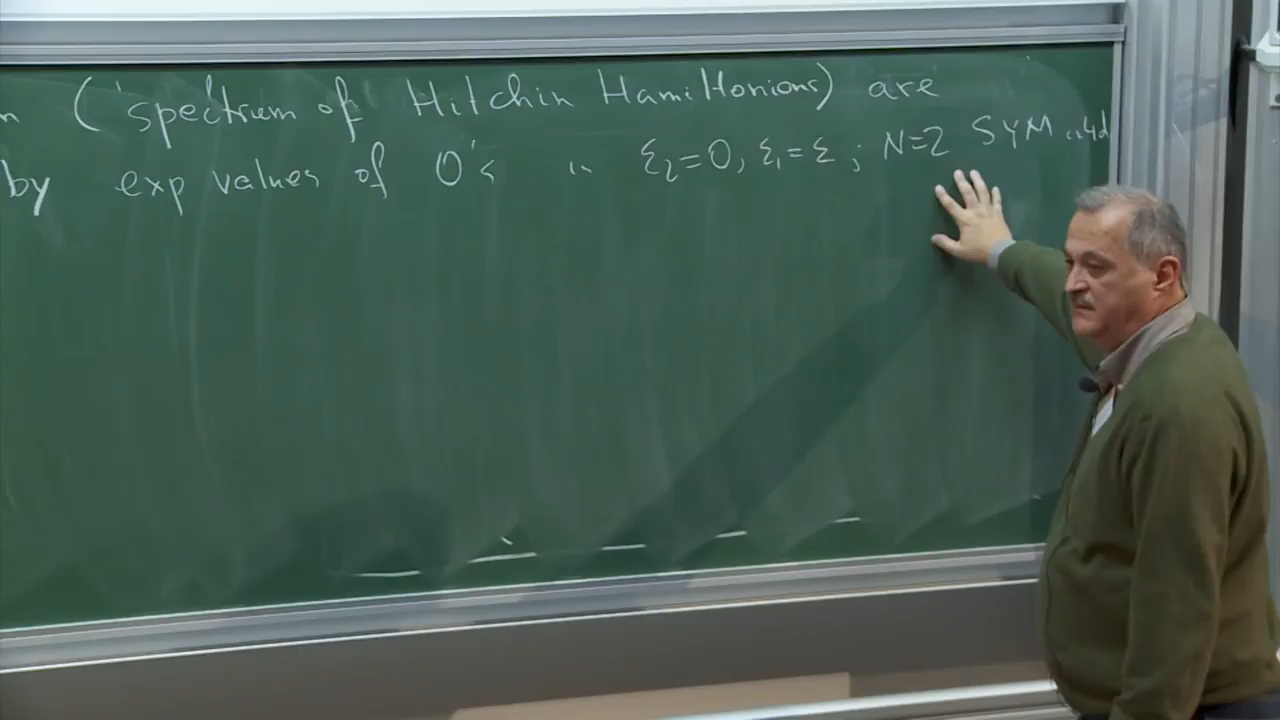 n ('spectrum of Hitchin Hamiltonians) are
by exp values of O's in ε₂=0, ε₁=ε ; N=2 SYM in 4d